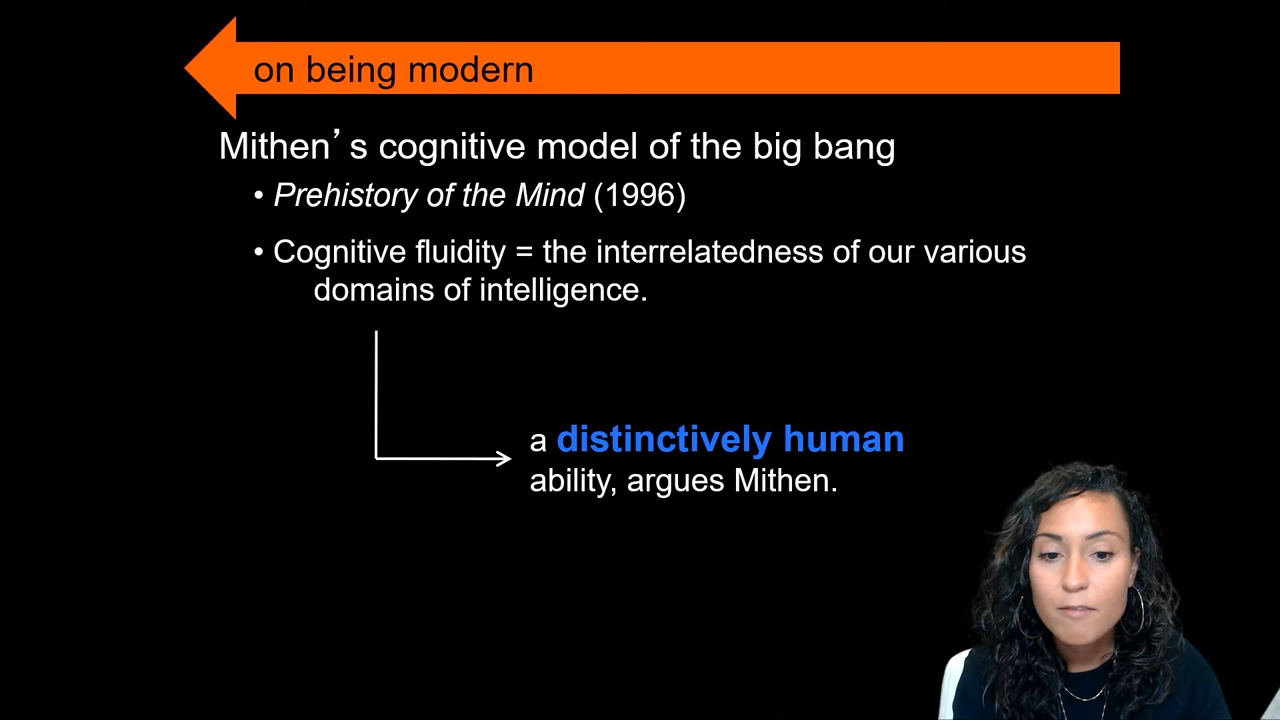 on being modern
Mithen’s cognitive model of the big bang
• Prehistory of the Mind (1996)
• Cognitive fluidity = the interrelatedness of our various
domains of intelligence.
a distinctively human
ability, argues Mithen.